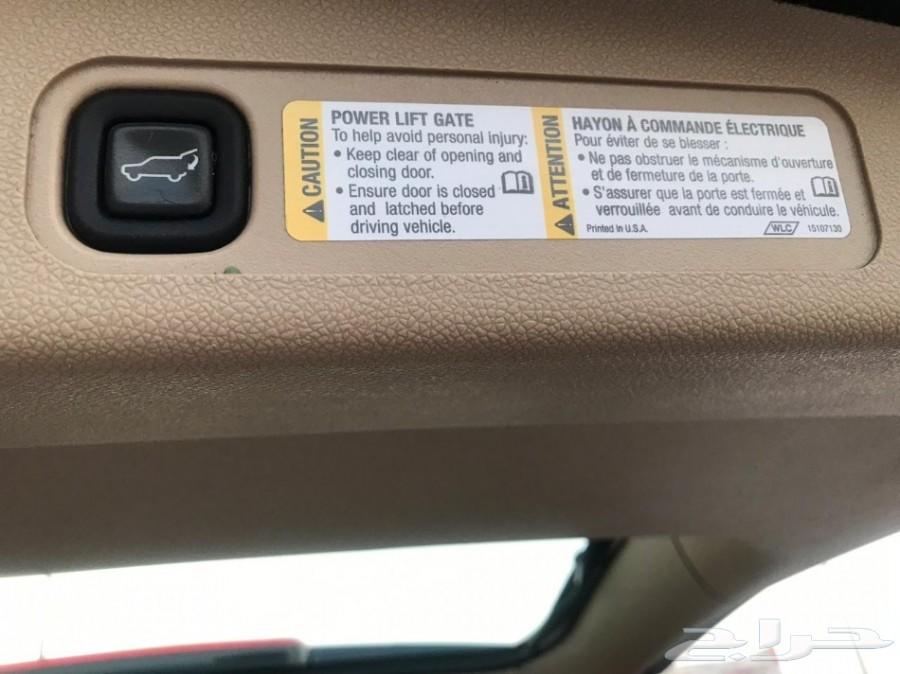 CAUTION
POWER LIFT GATE
To help avoid personal injury:
• Keep clear of opening and
closing door.
• Ensure door is closed
and latched before
driving vehicle.
ATTENTION
HAYON À COMMANDE ÉLECTRIQUE
Pour éviter de se blesser :
• Ne pas obstruer le mécanisme d'ouverture
et de fermeture de la porte.
• S'assurer que la porte est fermée et
verrouillée avant de conduire le véhicule.
Printed in U.S.A. WLC 15107130
حراج